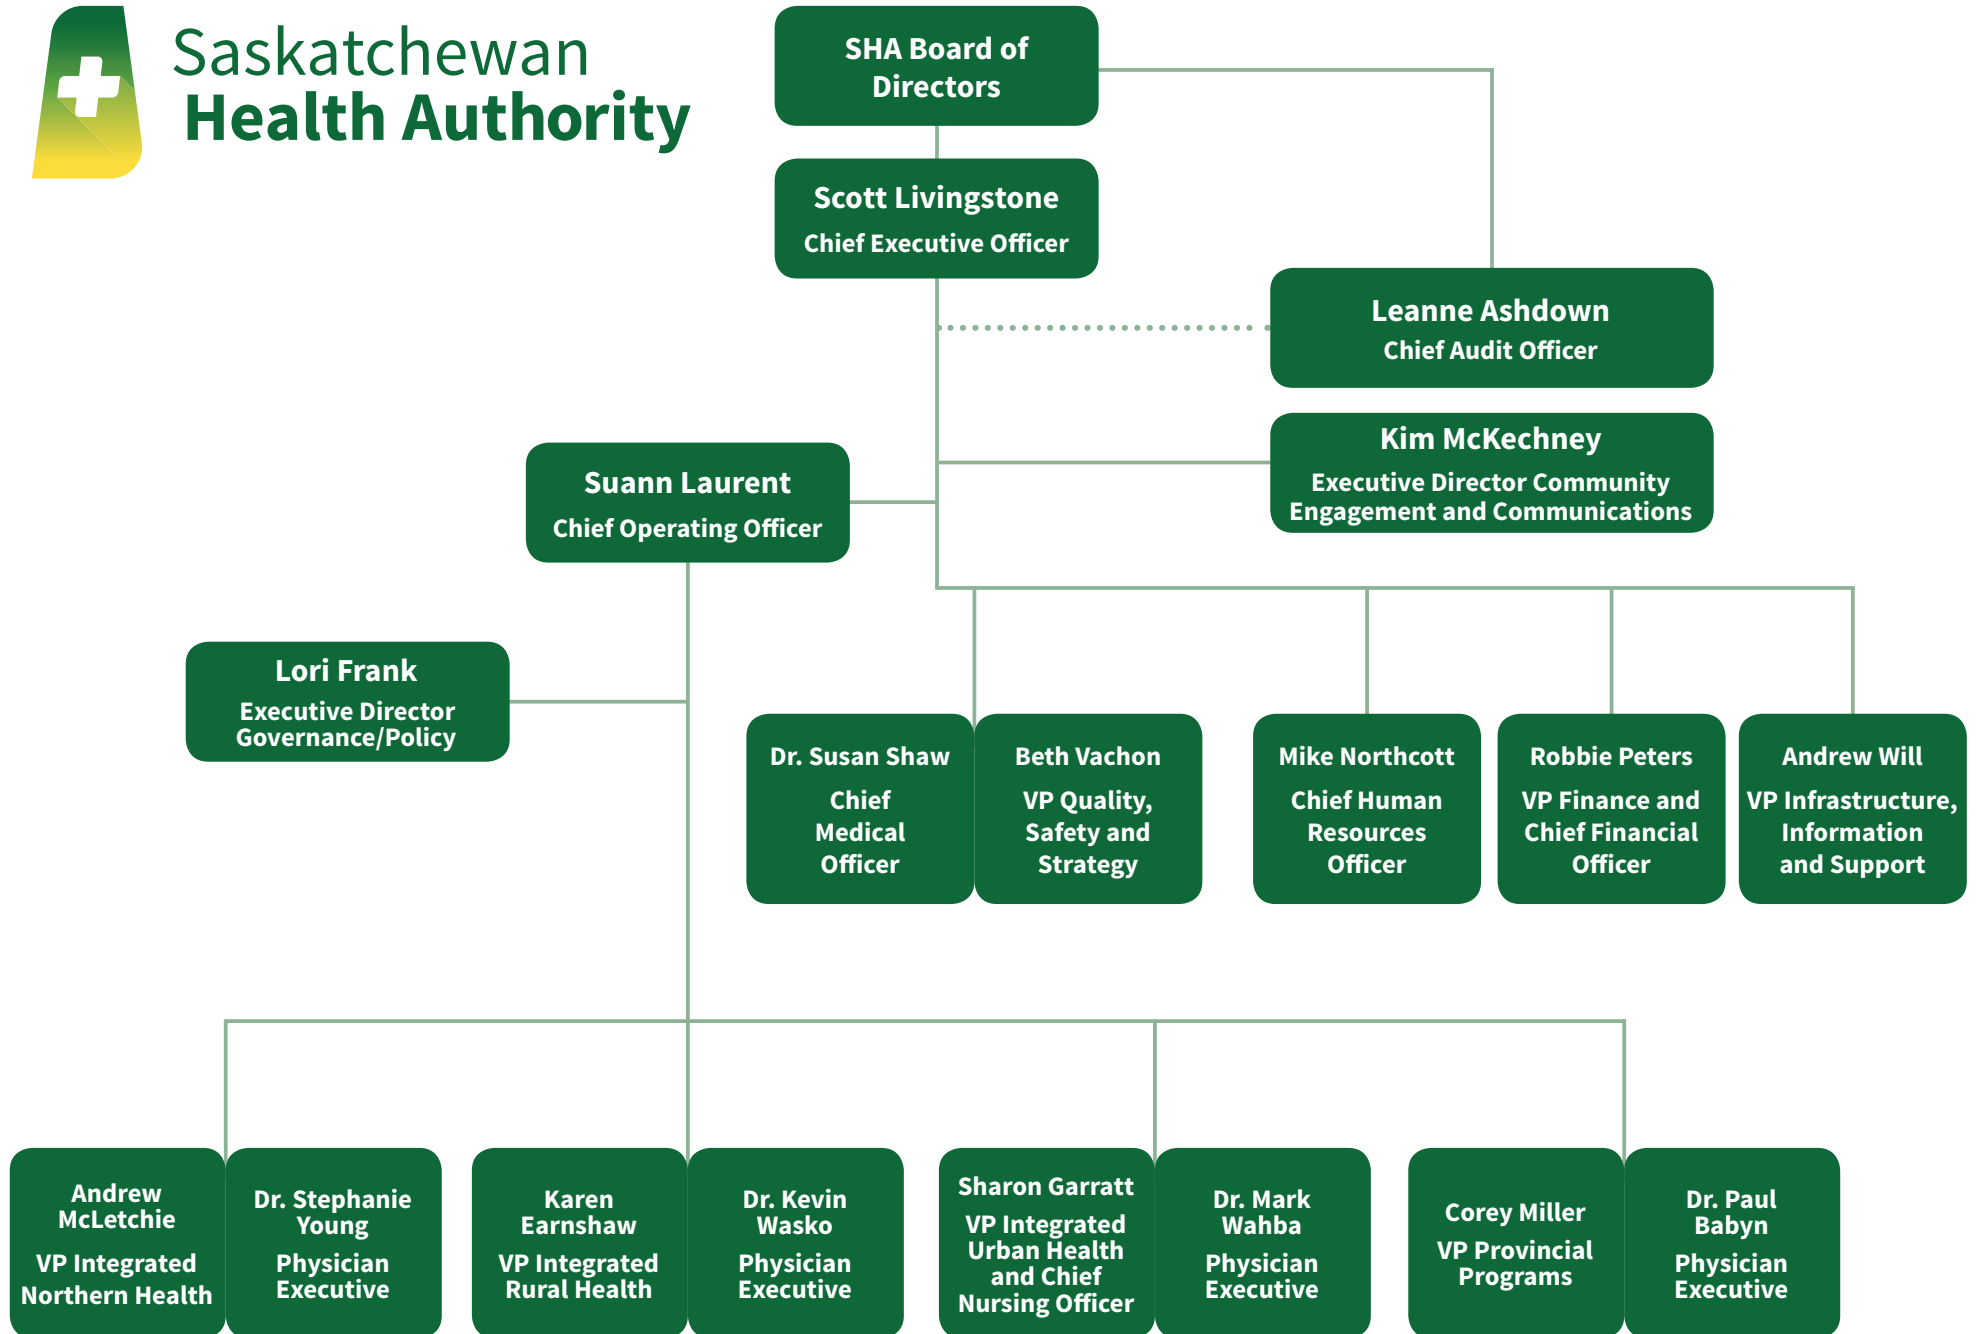 Saskatchewan
Health Authority
SHA Board of
Directors
Scott Livingstone
Chief Executive Officer
Leanne Ashdown
Chief Audit Officer
Kim McKechney
Executive Director Community
Engagement and Communications
Suann Laurent
Chief Operating Officer
Lori Frank
Executive Director
Governance/Policy
Dr. Susan Shaw
Chief
Medical
Officer
Beth Vachon
VP Quality,
Safety and
Strategy
Mike Northcott
Chief Human
Resources
Officer
Robbie Peters
VP Finance and
Chief Financial
Officer
Andrew Will
VP Infrastructure,
Information
and Support
Andrew
McLetchie
VP Integrated
Northern Health
Dr. Stephanie
Young
Physician
Executive
Karen
Earnshaw
VP Integrated
Rural Health
Dr. Kevin
Wasko
Physician
Executive
Sharon Garratt
VP Integrated
Urban Health
and Chief
Nursing Officer
Dr. Mark
Wahba
Physician
Executive
Corey Miller
VP Provincial
Programs
Dr. Paul
Babyn
Physician
Executive